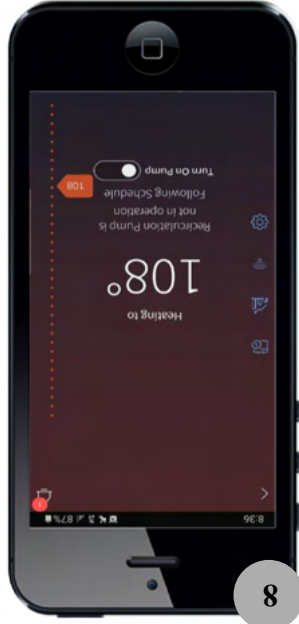 8:36 87%
1
Heating to
108°
Recirculation Pump is
not in operation
Following Schedule
Turn On Pump
108
8